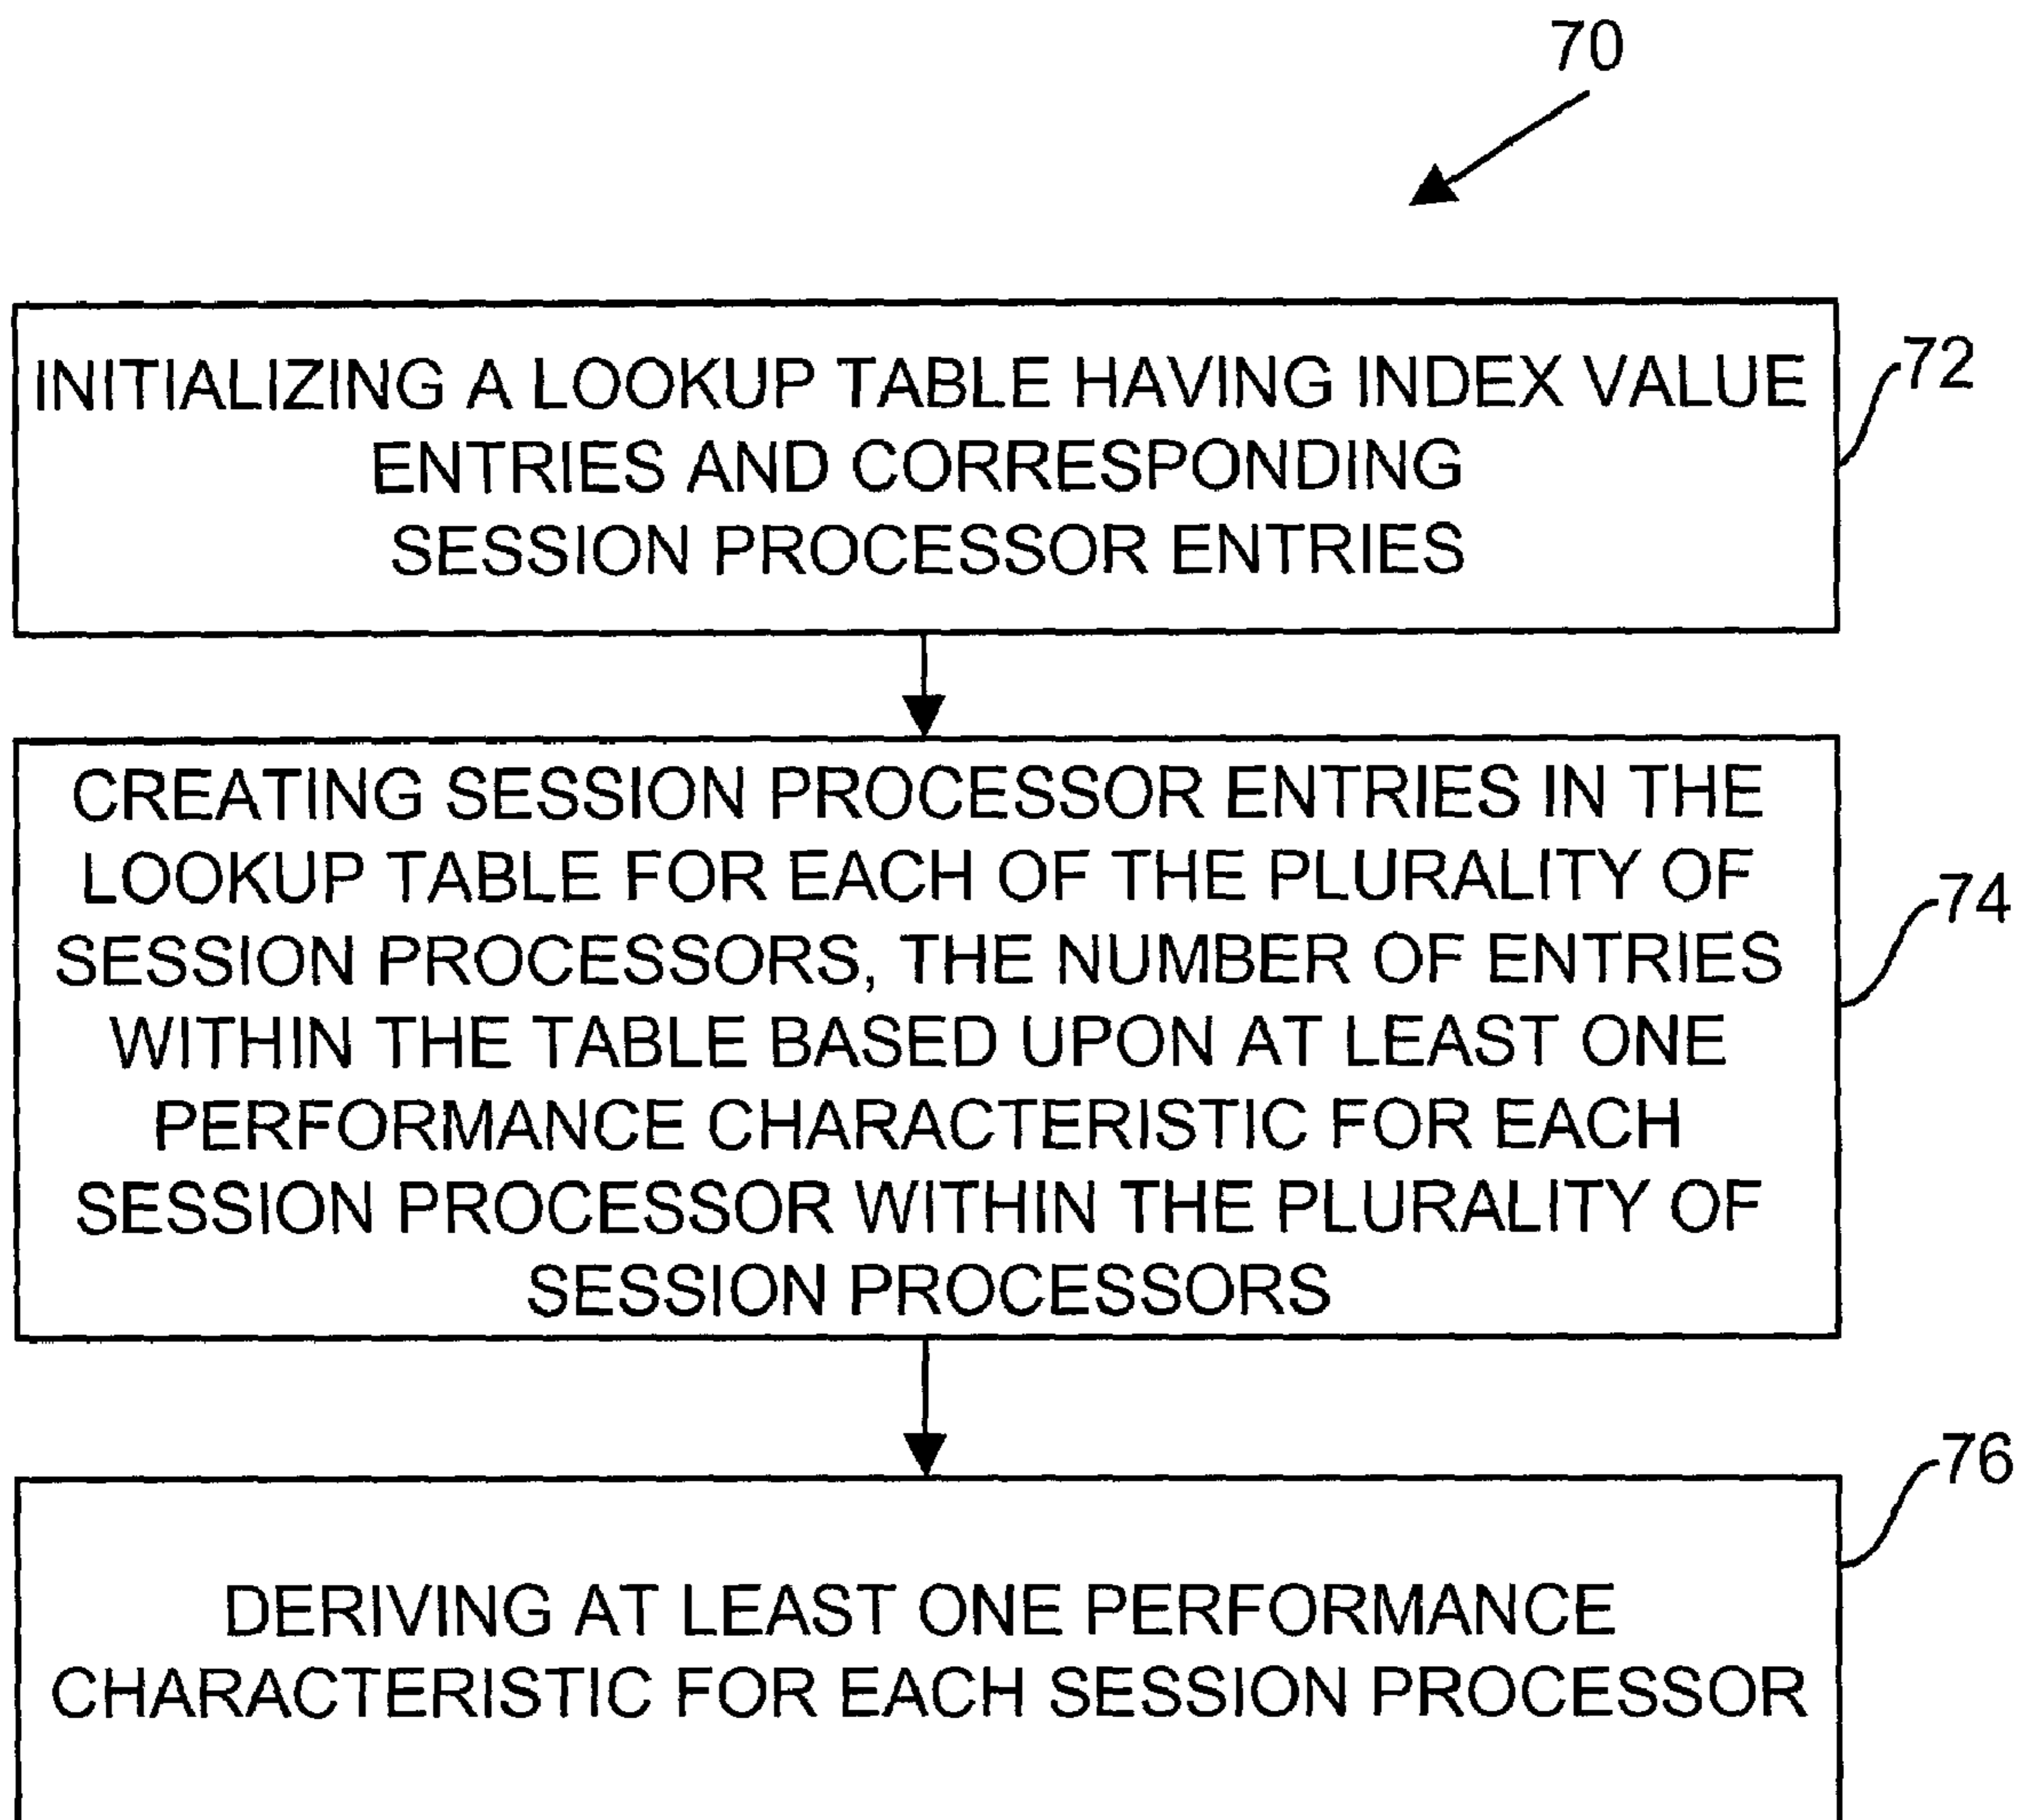 70
INITIALIZING A LOOKUP TABLE HAVING INDEX VALUE
ENTRIES AND CORRESPONDING
SESSION PROCESSOR ENTRIES
72
CREATING SESSION PROCESSOR ENTRIES IN THE
LOOKUP TABLE FOR EACH OF THE PLURALITY OF
SESSION PROCESSORS, THE NUMBER OF ENTRIES
WITHIN THE TABLE BASED UPON AT LEAST ONE
PERFORMANCE CHARACTERISTIC FOR EACH
SESSION PROCESSOR WITHIN THE PLURALITY OF
SESSION PROCESSORS
74
DERIVING AT LEAST ONE PERFORMANCE
CHARACTERISTIC FOR EACH SESSION PROCESSOR
76